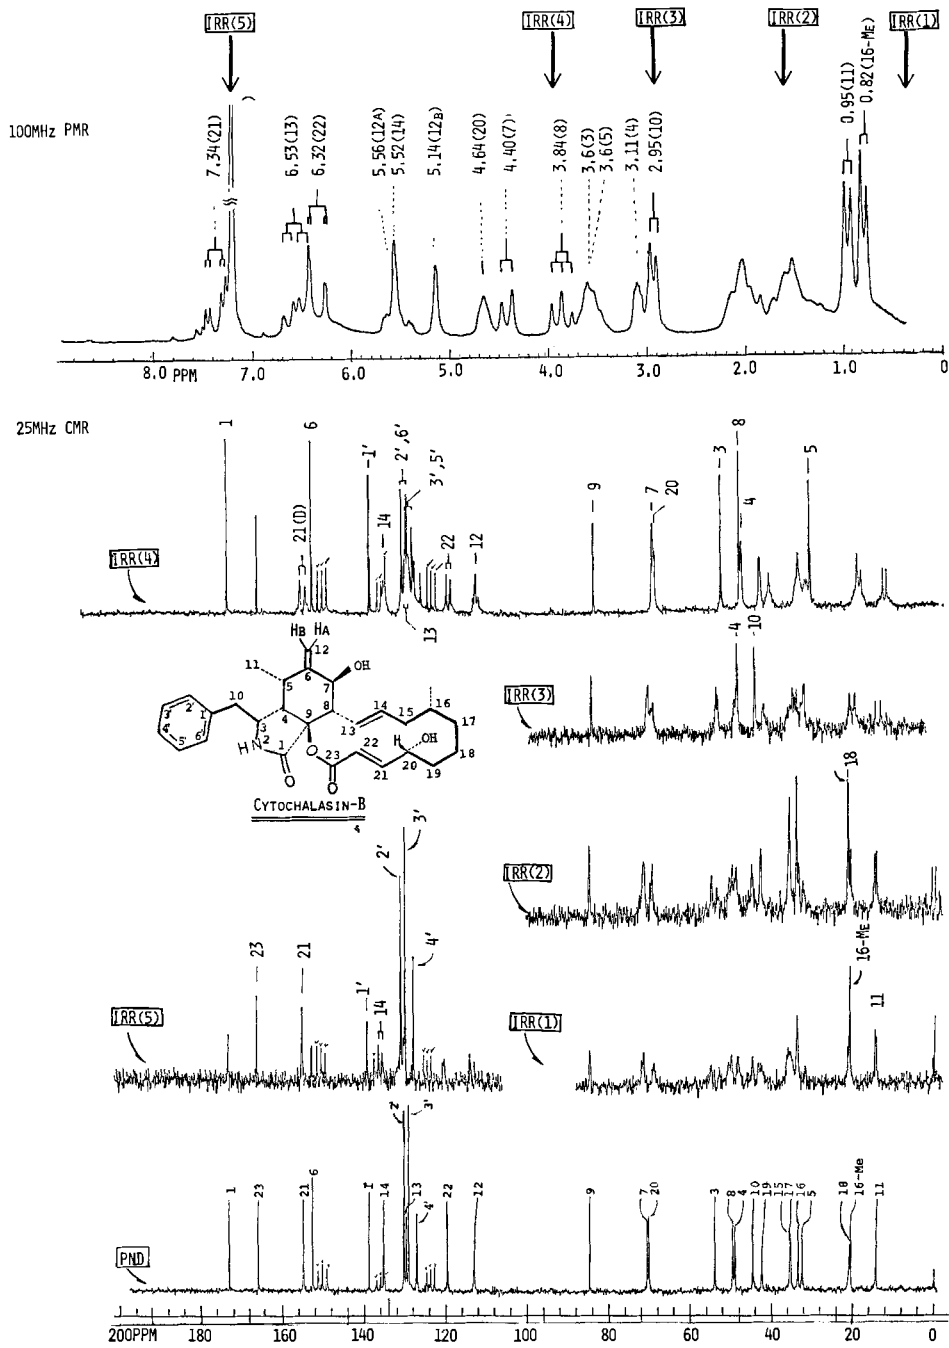 IRR(5) IRR(4) IRR(3) IRR(2) IRR(1)
100MHz PMR
7.34(21) 6.53(13) 6.32(22) 5.56(12A) 5.52(14) 5.14(12B) 4.64(20) 4.40(7) 3.84(8) 3.6(3) 3.6(5) 3.11(4) 2.95(10) 0.95(11) 0.82(16-ME)
8.0 PPM 7.0 6.0 5.0 4.0 3.0 2.0 1.0 0
25MHz CMR
1 21(D) 6 1' 14 2',6' 3',5' 22 12 9 7 20 3 8 4 5
IRR(4)
13
HB HA
12
11 5 6 7 OH
10 4 8 9 3 2 1 NH O
3' 2' 1' 4' 5' 6'
13 14 15 16 17 18 19 20 21 22 23 H OH O O
CYTOCHALASIN-B
4
IRR(3)
4 10
IRR(2)
18
IRR(5)
23 21 1' 14 2' 3' 4'
IRR(1)
16-ME 11
PND
1 23 21 6 1' 14 2' 3' 13 4' 22 12 9 7 20 3 8 4 10 19 15 17 16 5 18 16-Me 11
200PPM 180 160 140 120 100 80 60 40 20 0